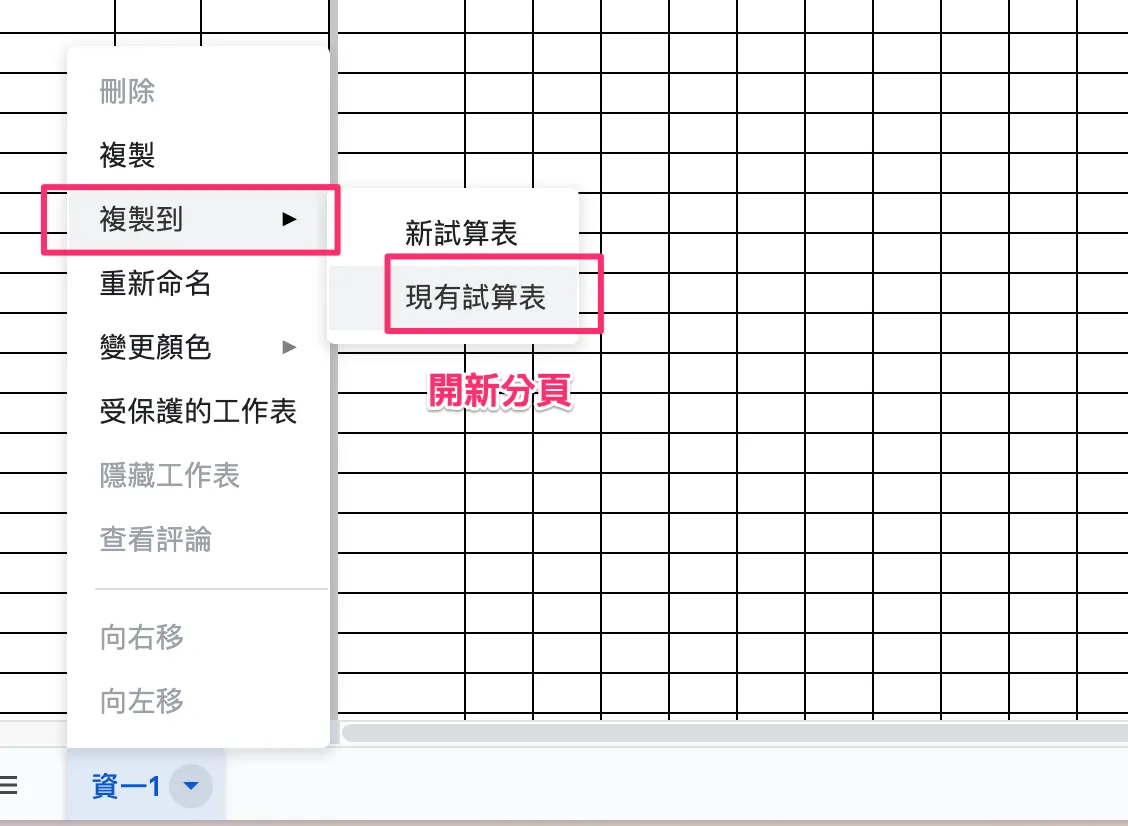 刪除
複製
複製到
新試算表
現有試算表
重新命名
變更顏色
開新分頁
受保護的工作表
隱藏工作表
查看評論
向右移
向左移
資一1